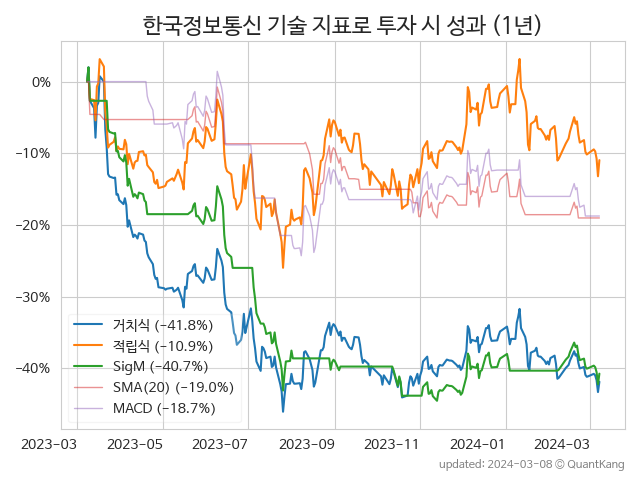 한국정보통신 기술 지표로 투자 시 성과 (1년)
0%
−10%
−20%
−30%
−40%
거치식 (−41.8%)
적립식 (−10.9%)
SigM (−40.7%)
SMA(20) (−19.0%)
MACD (−18.7%)
2023−03 2023−05 2023−07 2023−09 2023−11 2024−01 2024−03
updated: 2024−03−08 © QuantKang